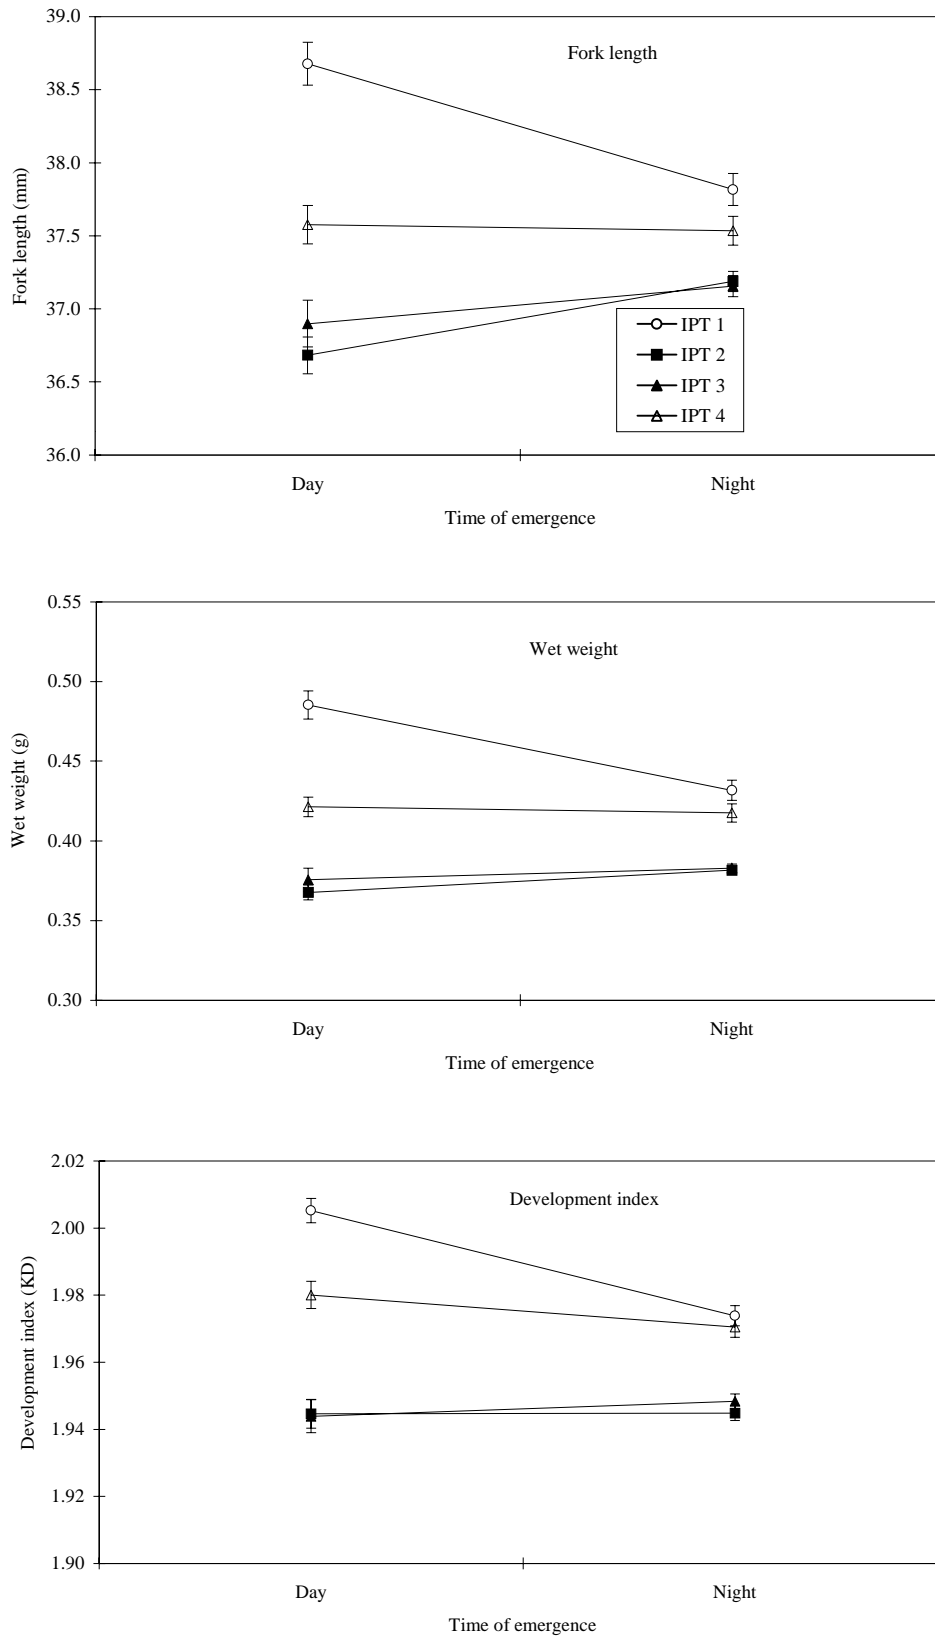 Fork length
Fork length (mm)
39.0
38.5
38.0
37.5
37.0
36.5
36.0
IPT 1
IPT 2
IPT 3
IPT 4
Day Night
Time of emergence
Wet weight
Wet weight (g)
0.55
0.50
0.45
0.40
0.35
0.30
Day Night
Time of emergence
Development index
Development index (KD)
2.02
2.00
1.98
1.96
1.94
1.92
1.90
Day Night
Time of emergence